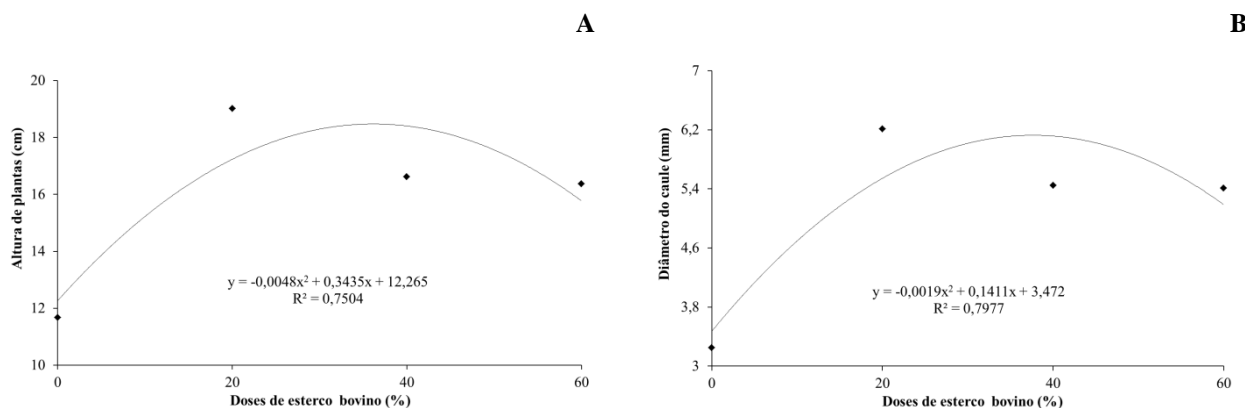 A
20
18
16
14
12
10
Altura de plantas (cm)
y = -0,0048x² + 0,3435x + 12,265
R² = 0,7504
0 20 40 60
Doses de esterco bovino (%)
B
7
6,2
5,4
4,6
3,8
3
Diâmetro do caule (mm)
y = -0,0019x² + 0,1411x + 3,472
R² = 0,7977
0 20 40 60
Doses de esterco bovino (%)